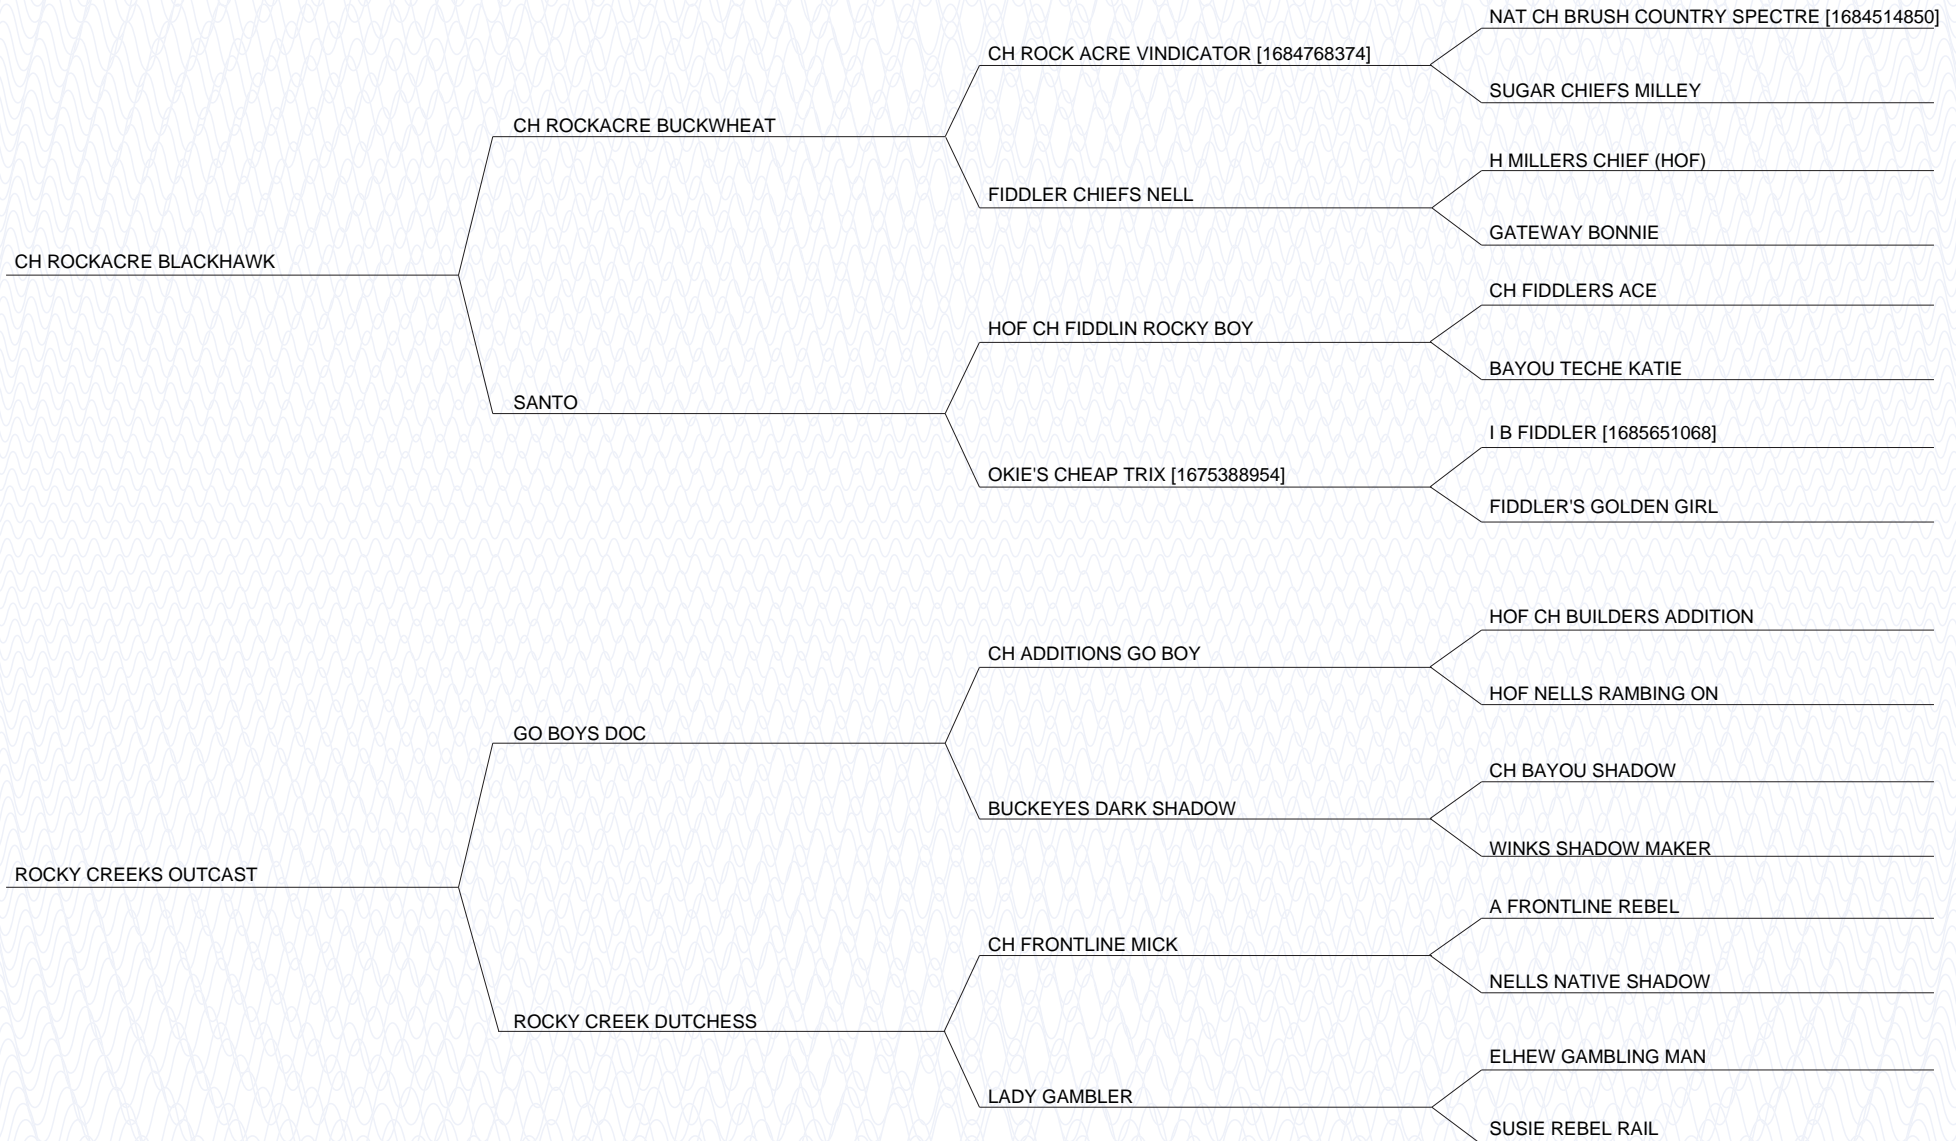 NAT CH BRUSH COUNTRY SPECTRE [1684514850]
CH ROCK ACRE VINDICATOR [1684768374]
SUGAR CHIEFS MILLEY
CH ROCKACRE BUCKWHEAT
H MILLERS CHIEF (HOF)
FIDDLER CHIEFS NELL
GATEWAY BONNIE
CH ROCKACRE BLACKHAWK
CH FIDDLERS ACE
HOF CH FIDDLIN ROCKY BOY
BAYOU TECHE KATIE
SANTO
I B FIDDLER [1685651068]
OKIE'S CHEAP TRIX [1675388954]
FIDDLER'S GOLDEN GIRL
HOF CH BUILDERS ADDITION
CH ADDITIONS GO BOY
HOF NELLS RAMBING ON
GO BOYS DOC
CH BAYOU SHADOW
BUCKEYES DARK SHADOW
WINKS SHADOW MAKER
ROCKY CREEKS OUTCAST
A FRONTLINE REBEL
CH FRONTLINE MICK
NELLS NATIVE SHADOW
ROCKY CREEK DUTCHESS
ELHEW GAMBLING MAN
LADY GAMBLER
SUSIE REBEL RAIL